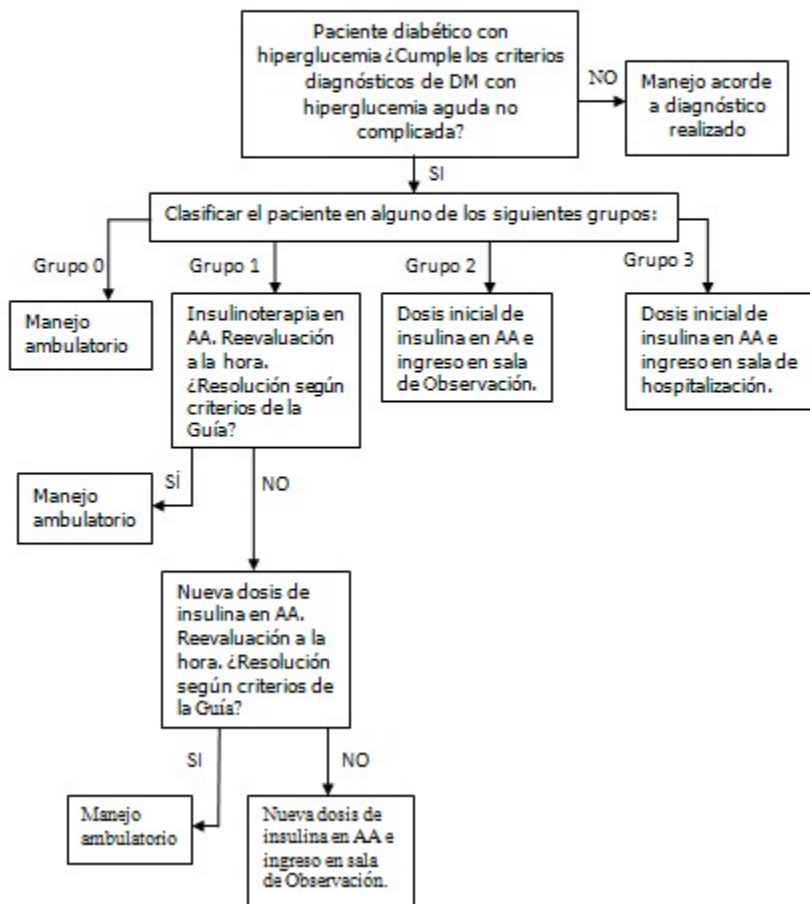 Paciente diabético con
hiperglucemia ¿Cumple los criterios
diagnósticos de DM con
hiperglucemia aguda no
complicada?
NO
Manejo acorde
a diagnóstico
realizado
SI
Clasificar el paciente en alguno de los siguientes grupos:
Grupo 0
Grupo 1
Grupo 2
Grupo 3
Manejo
ambulatorio
Insulinoterapia en
AA. Reevaluación
a la hora.
¿Resolución según
criterios de la
Guía?
Dosis inicial de
insulina en AA e
ingreso en sala
de Observación.
Dosis inicial de
insulina en AA e
ingreso en sala de
hospitalización.
SÍ
NO
Manejo
ambulatorio
Nueva dosis de
insulina en AA.
Reevaluación a la
hora. ¿Resolución
según criterios de
la Guía?
SI
NO
Manejo
ambulatorio
Nueva dosis de
insulina en AA e
ingreso en sala
de Observación.